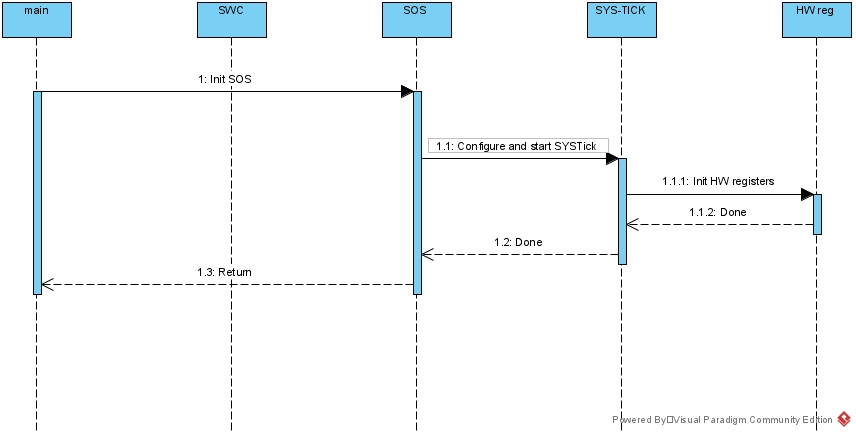 main
SWC
SOS
SYS-TICK
HW reg
1: Init SOS
1.1: Configure and start SYSTick
1.1.1: Init HW registers
1.1.2: Done
1.2: Done
1.3: Return
Powered By□Visual Paradigm Community Edition